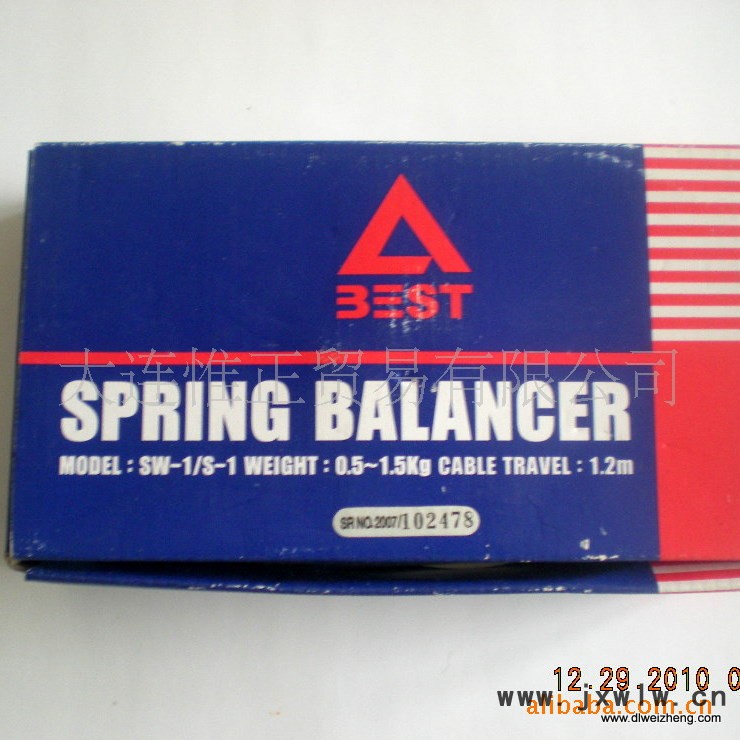 BEST
大连惟正贸易有限公司
SPRING BALANCER
MODEL : SW-1/S-1 WEIGHT : 0.5~1.5Kg CABLE TRAVEL : 1.2m
SR NO. 2007/102478
12.29.2010 0
www.jxwlw.cn
alibaba.com.cn
www.dlweizheng.com